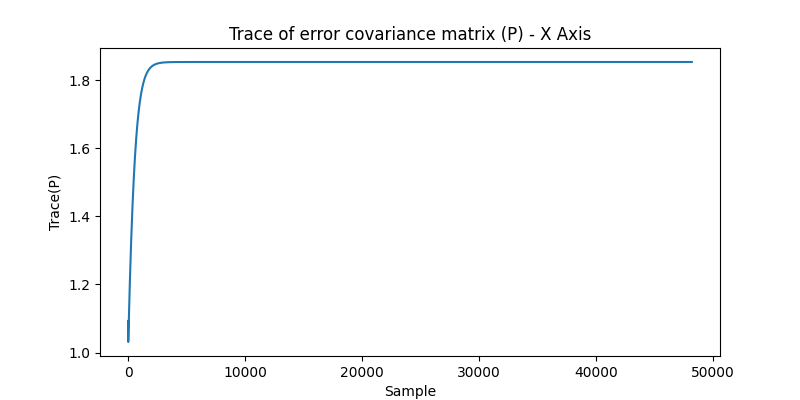 Trace of error covariance matrix (P) - X Axis
Trace(P)
1.8
1.6
1.4
1.2
1.0
0 10000 20000 30000 40000 50000
Sample